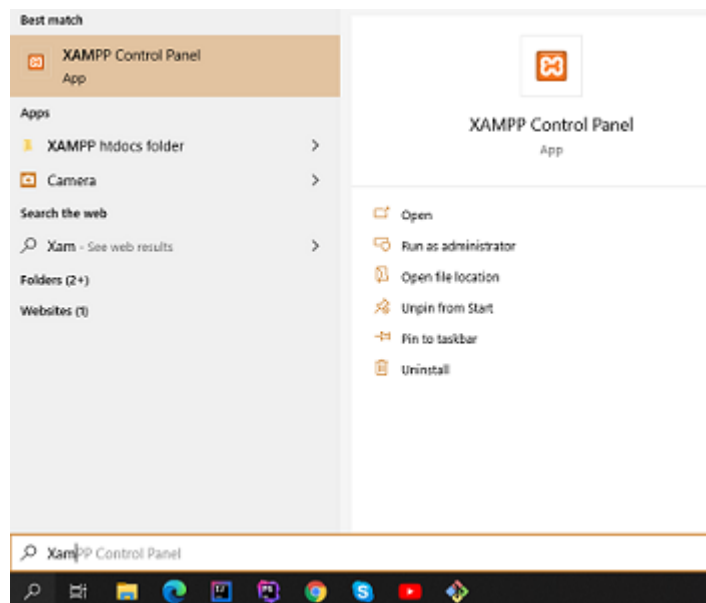 Best match
XAMPP Control Panel
App
Apps
XAMPP htdocs folder
Camera
Search the web
Xam - See web results
Folders (2+)
Websites (1)
XAMPP Control Panel
App
Open
Run as administrator
Open file location
Unpin from Start
Pin to taskbar
Uninstall
XamPP Control Panel